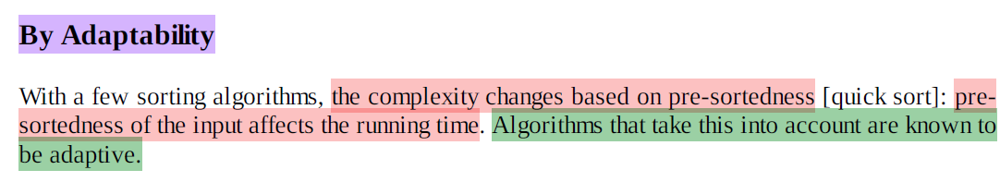 By Adaptability
With a few sorting algorithms, the complexity changes based on pre-sortedness [quick sort]: pre-
sortedness of the input affects the running time. Algorithms that take this into account are known to
be adaptive.